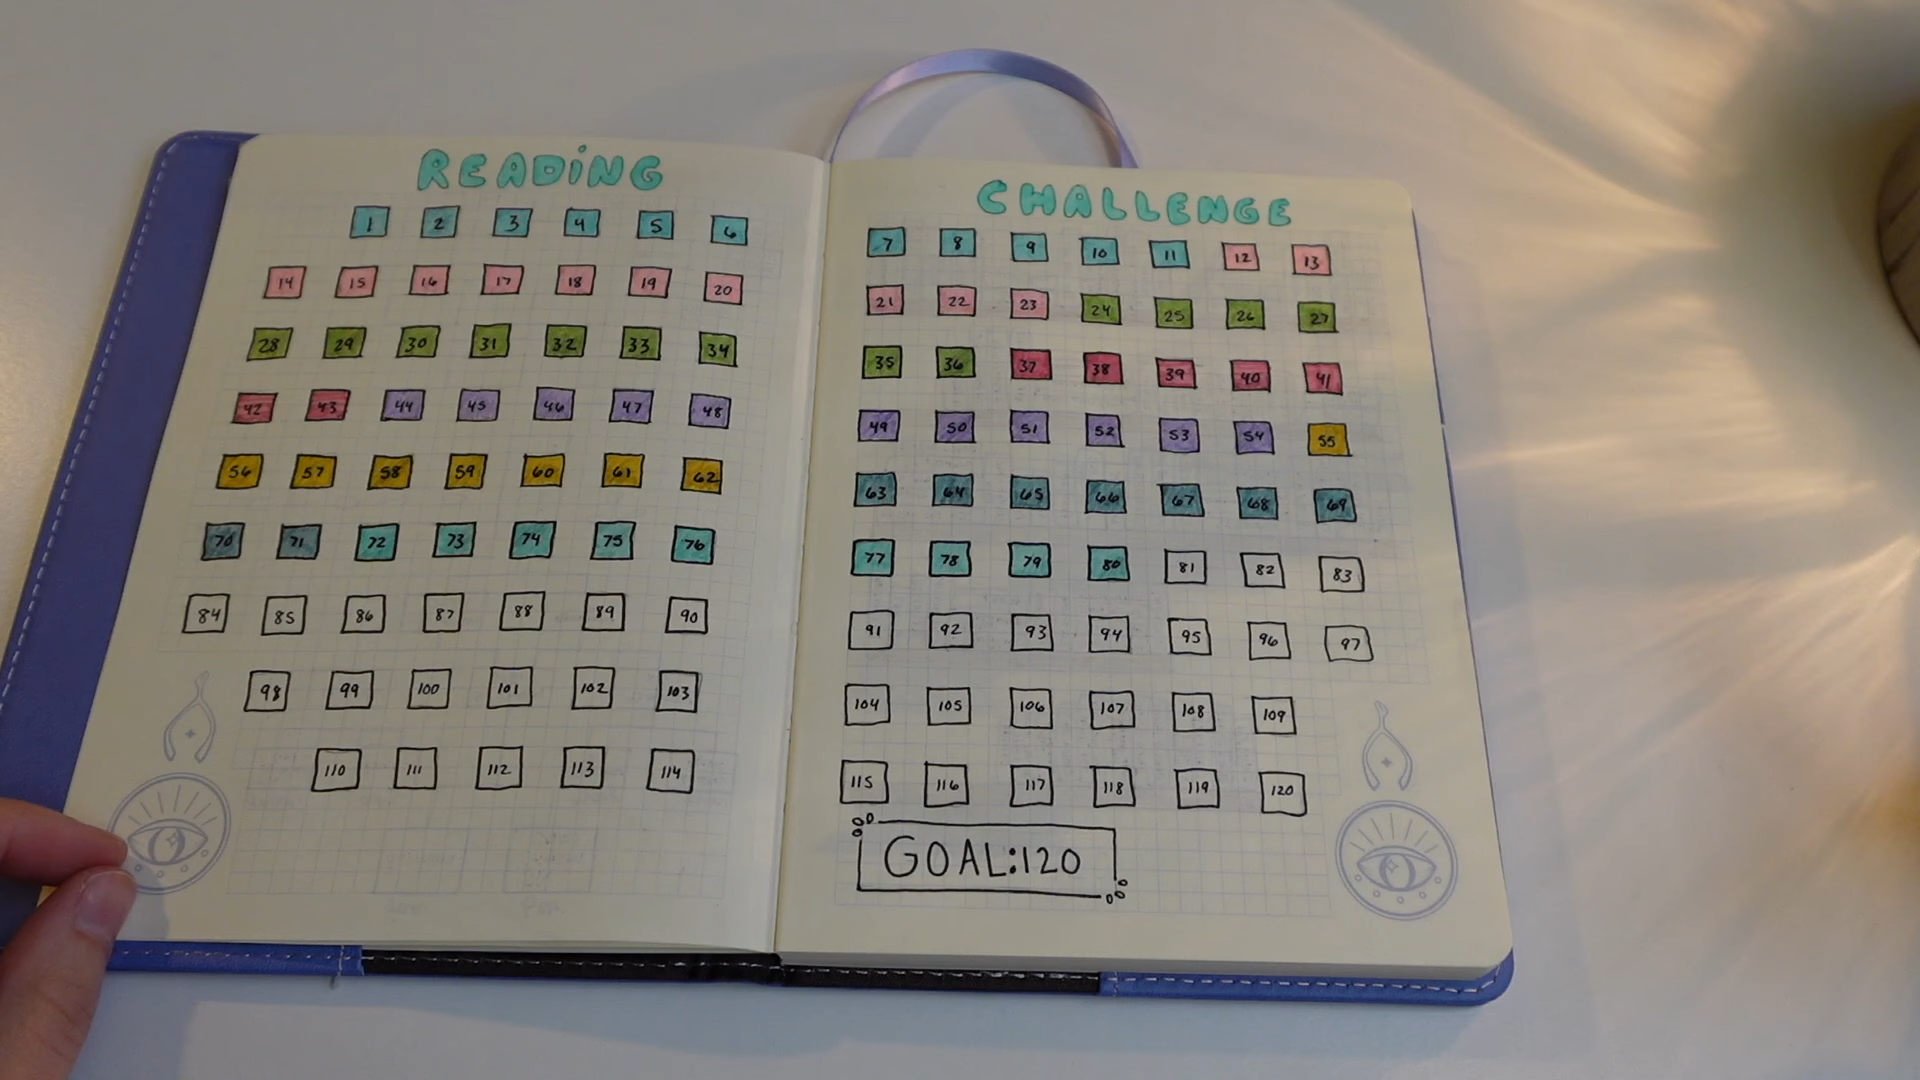 READING CHALLENGE
1 2 3 4 5 6 7 8 9 10 11 12 13
14 15 16 17 18 19 20 21 22 23 24 25 26 27
28 29 30 31 32 33 34 35 36 37 38 39 40 41
42 43 44 45 46 47 48 49 50 51 52 53 54 55
56 57 58 59 60 61 62 63 64 65 66 67 68 69
70 71 72 73 74 75 76 77 78 79 80 81 82 83
84 85 86 87 88 89 90 91 92 93 94 95 96 97
98 99 100 101 102 103 104 105 106 107 108 109
110 111 112 113 114 115 116 117 118 119 120
GOAL:120